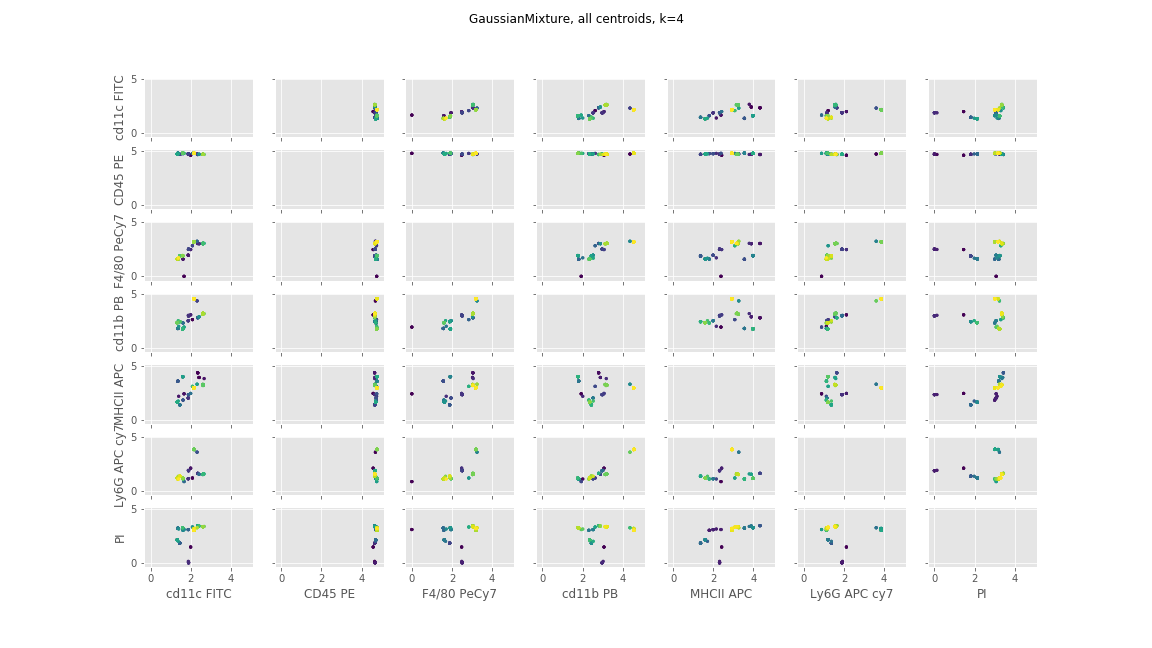 GaussianMixture, all centroids, k=4
cd11c FITC
5
0
CD45 PE
5
0
F4/80 PeCy7
5
0
cd11b PB
5
0
MHCII APC
5
0
Ly6G APC cy7
5
0
PI
5
0
0 2 4 0 2 4 0 2 4 0 2 4 0 2 4 0 2 4 0 2 4
cd11c FITC CD45 PE F4/80 PeCy7 cd11b PB MHCII APC Ly6G APC cy7 PI